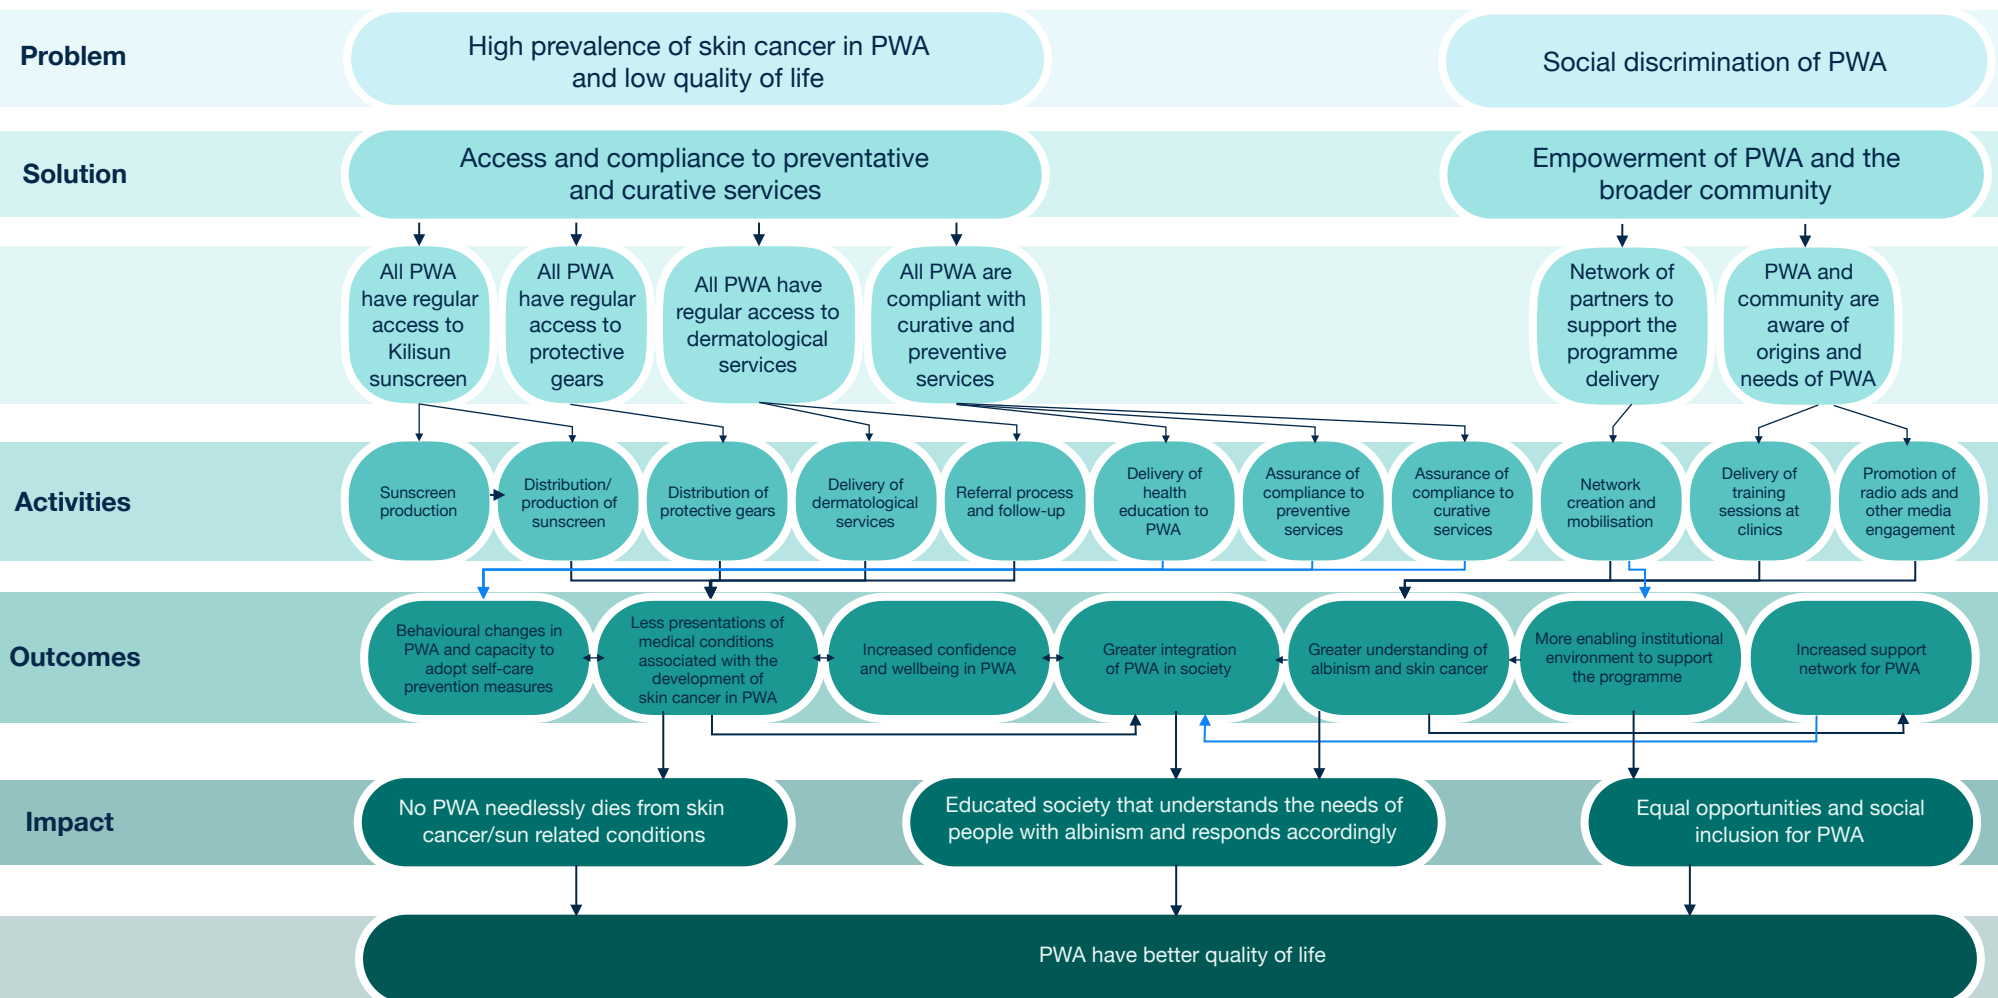 Problem
High prevalence of skin cancer in PWA
and low quality of life
Social discrimination of PWA
Solution
Access and compliance to preventative
and curative services
Empowerment of PWA and the
broader community
All PWA
have regular
access to
Kilisun
sunscreen
All PWA
have regular
access to
protective
gears
All PWA have
regular access to
dermatological
services
All PWA are
compliant with
curative and
preventive
services
Network of
partners to
support the
programme
delivery
PWA and
community are
aware of
origins and
needs of PWA
Activities
Sunscreen
production
Distribution/
production of
sunscreen
Distribution of
protective gears
Delivery of
dermatological
services
Referral process
and follow-up
Delivery of
health
education to
PWA
Assurance of
compliance to
preventive
services
Assurance of
compliance to
curative
services
Network
creation and
mobilisation
Delivery of
training
sessions at
clinics
Promotion of
radio ads and
other media
engagement
Outcomes
Behavioural changes in
PWA and capacity to
adopt self-care
prevention measures
Less presentations of
medical conditions
associated with the
development of
skin cancer in PWA
Increased confidence
and wellbeing in PWA
Greater integration
of PWA in society
Greater understanding of
albinism and skin cancer
More enabling institutional
environment to support
the programme
Increased support
network for PWA
Impact
No PWA needlessly dies from skin
cancer/sun related conditions
Educated society that understands the needs of
people with albinism and responds accordingly
Equal opportunities and social
inclusion for PWA
PWA have better quality of life